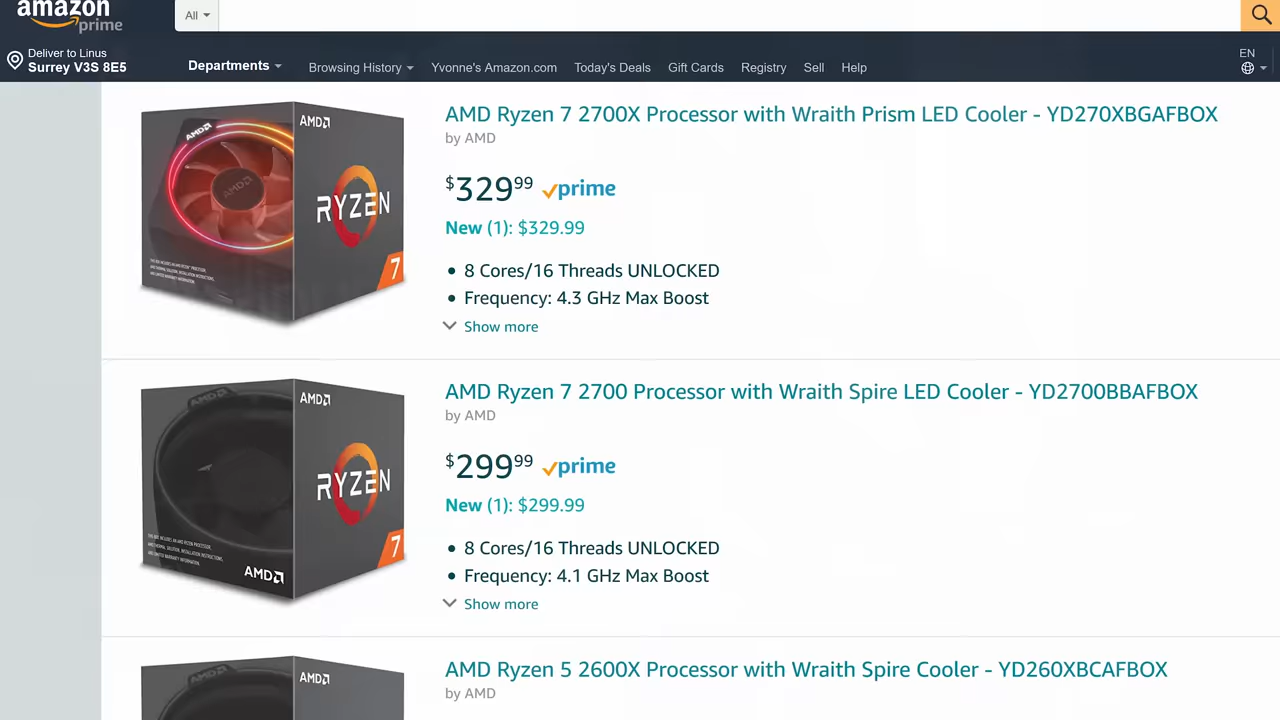 amazon
prime
All
Deliver to Linus
Surrey V3S 8E5
Departments
Browsing History
Yvonne's Amazon.com
Today's Deals
Gift Cards
Registry
Sell
Help
EN
AMD
AMD
AMD
RYZEN
7
AMD Ryzen 7 2700X Processor with Wraith Prism LED Cooler - YD270XBGAFBOX
by AMD
$329.99 prime
New (1): $329.99
8 Cores/16 Threads UNLOCKED
Frequency: 4.3 GHz Max Boost
Show more
AMD
AMD
RYZEN
7
AMD
AMD Ryzen 7 2700 Processor with Wraith Spire LED Cooler - YD2700BBAFBOX
by AMD
$299.99 prime
New (1): $299.99
8 Cores/16 Threads UNLOCKED
Frequency: 4.1 GHz Max Boost
Show more
AMD
AMD
AMD Ryzen 5 2600X Processor with Wraith Spire Cooler - YD260XBCAFBOX
by AMD